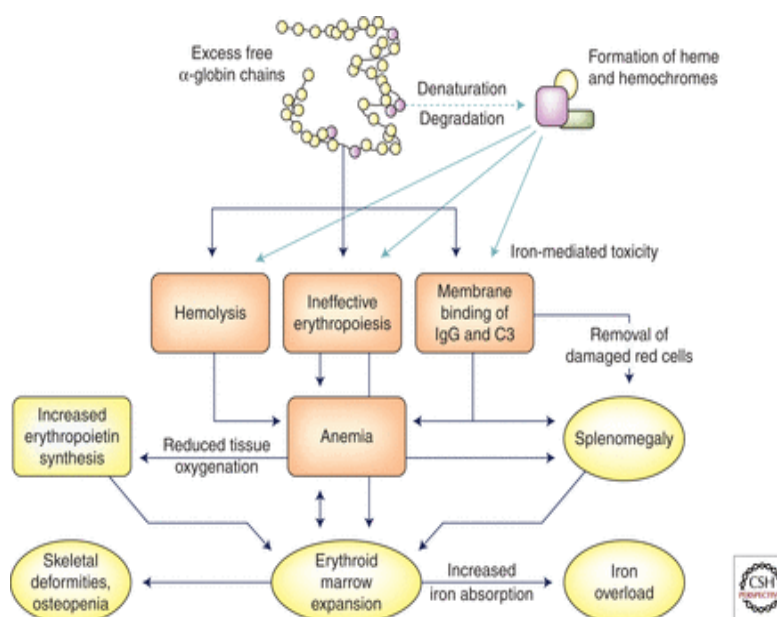 Excess free
α-globin chains
Denaturation
Degradation
Formation of heme
and hemochromes
Iron-mediated toxicity
Hemolysis
Ineffective
erythropoiesis
Membrane
binding of
IgG and C3
Removal of
damaged red cells
Increased
erythropoietin
synthesis
Reduced tissue
oxygenation
Anemia
Splenomegaly
Skeletal
deformities,
osteopenia
Erythroid
marrow
expansion
Increased
iron absorption
Iron
overload
CSH